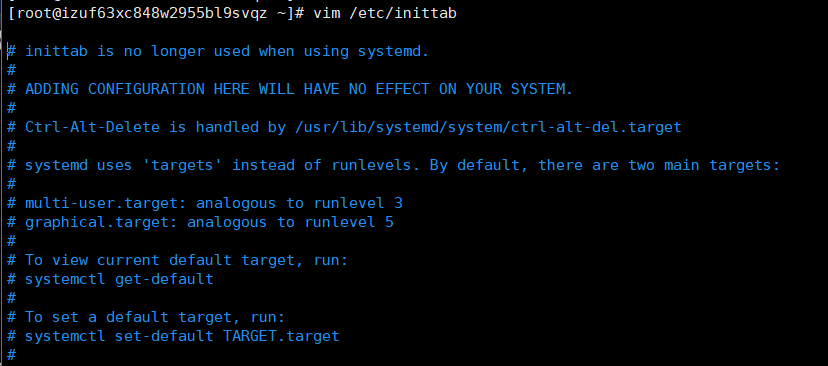 [root@izuf63xc848w2955bl9svqz ~]# vim /etc/inittab
# inittab is no longer used when using systemd.
#
# ADDING CONFIGURATION HERE WILL HAVE NO EFFECT ON YOUR SYSTEM.
#
# Ctrl-Alt-Delete is handled by /usr/lib/systemd/system/ctrl-alt-del.target
#
# systemd uses 'targets' instead of runlevels. By default, there are two main targets:
#
# multi-user.target: analogous to runlevel 3
# graphical.target: analogous to runlevel 5
#
# To view current default target, run:
# systemctl get-default
#
# To set a default target, run:
# systemctl set-default TARGET.target
#